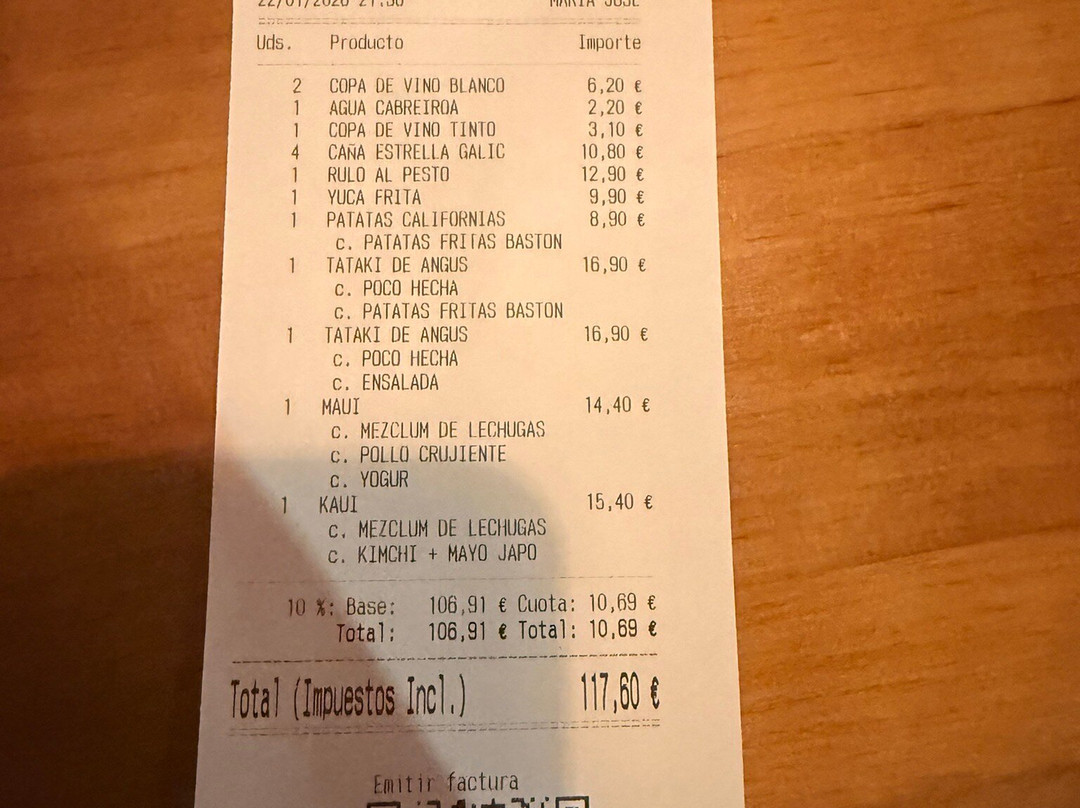 MARIA JOSE
Uds. Producto Importe
2 COPA DE VINO BLANCO 6,20 €
1 AGUA CABREIROA 2,20 €
1 COPA DE VINO TINTO 3,10 €
4 CAÑA ESTRELLA GALIC 10,80 €
1 RULO AL PESTO 12,90 €
1 YUCA FRITA 9,90 €
1 PATATAS CALIFORNIAS 8,90 €
c. PATATAS FRITAS BASTON
1 TATAKI DE ANGUS 16,90 €
c. POCO HECHA
c. PATATAS FRITAS BASTON
1 TATAKI DE ANGUS 16,90 €
c. POCO HECHA
c. ENSALADA
1 MAUI 14,40 €
c. MEZCLUM DE LECHUGAS
c. POLLO CRUJIENTE
c. YOGUR
1 KAUI 15,40 €
c. MEZCLUM DE LECHUGAS
c. KIMCHI + MAYO JAPO
10 %: Base: 106,91 € Cuota: 10,69 €
Total: 106,91 € Total: 10,69 €
Total (Impuestos Incl.) 117,60 €
Emitir factura